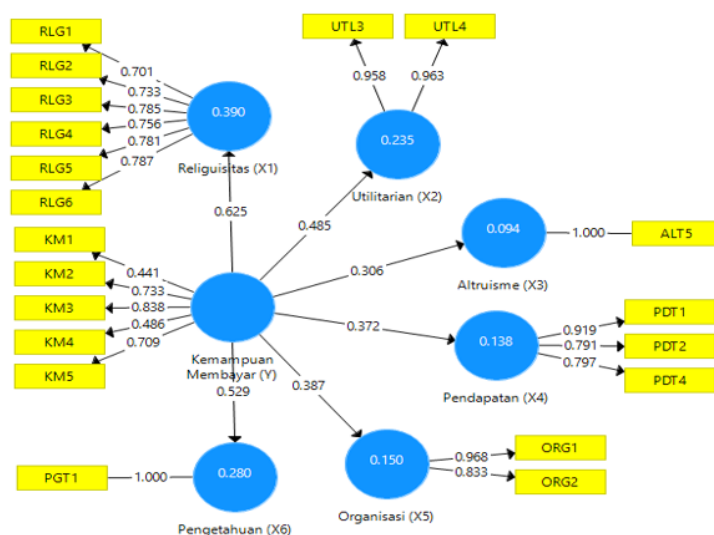 RLG1
RLG2
RLG3
RLG4
RLG5
RLG6
0.701
0.733
0.785
0.756
0.781
0.787
0.390
Religuisitas (X1)
0.625
UTL3
UTL4
0.958
0.963
0.235
Utilitarian (X2)
0.485
0.094
Altruisme (X3)
1.000
ALT5
0.306
KM1
KM2
KM3
KM4
KM5
0.441
0.733
0.838
0.486
0.709
Kemampuan
Membayar (Y)
0.372
0.138
Pendapatan (X4)
0.919
0.791
0.797
PDT1
PDT2
PDT4
0.529
0.387
PGT1
1.000
0.280
Pengetahuan (X6)
0.150
Organisasi (X5)
0.968
0.833
ORG1
ORG2